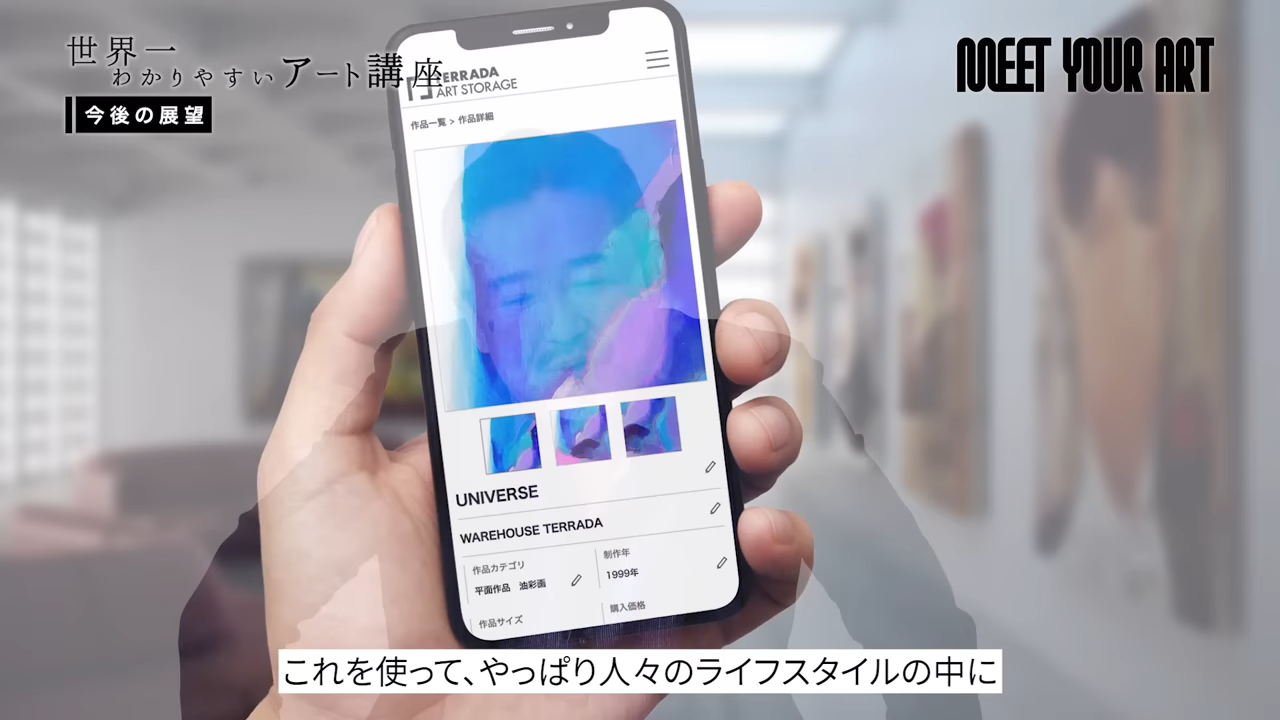 世界一
わかりやすいアート講座
今後の展望
MEET YOUR ART
TERRADA
ART STORAGE
作品一覧 > 作品詳細
UNIVERSE
WAREHOUSE TERRADA
作品カテゴリ
平面作品 油彩画
制作年
1999年
作品サイズ
購入価格
これを使って、やっぱり人々のライフスタイルの中に